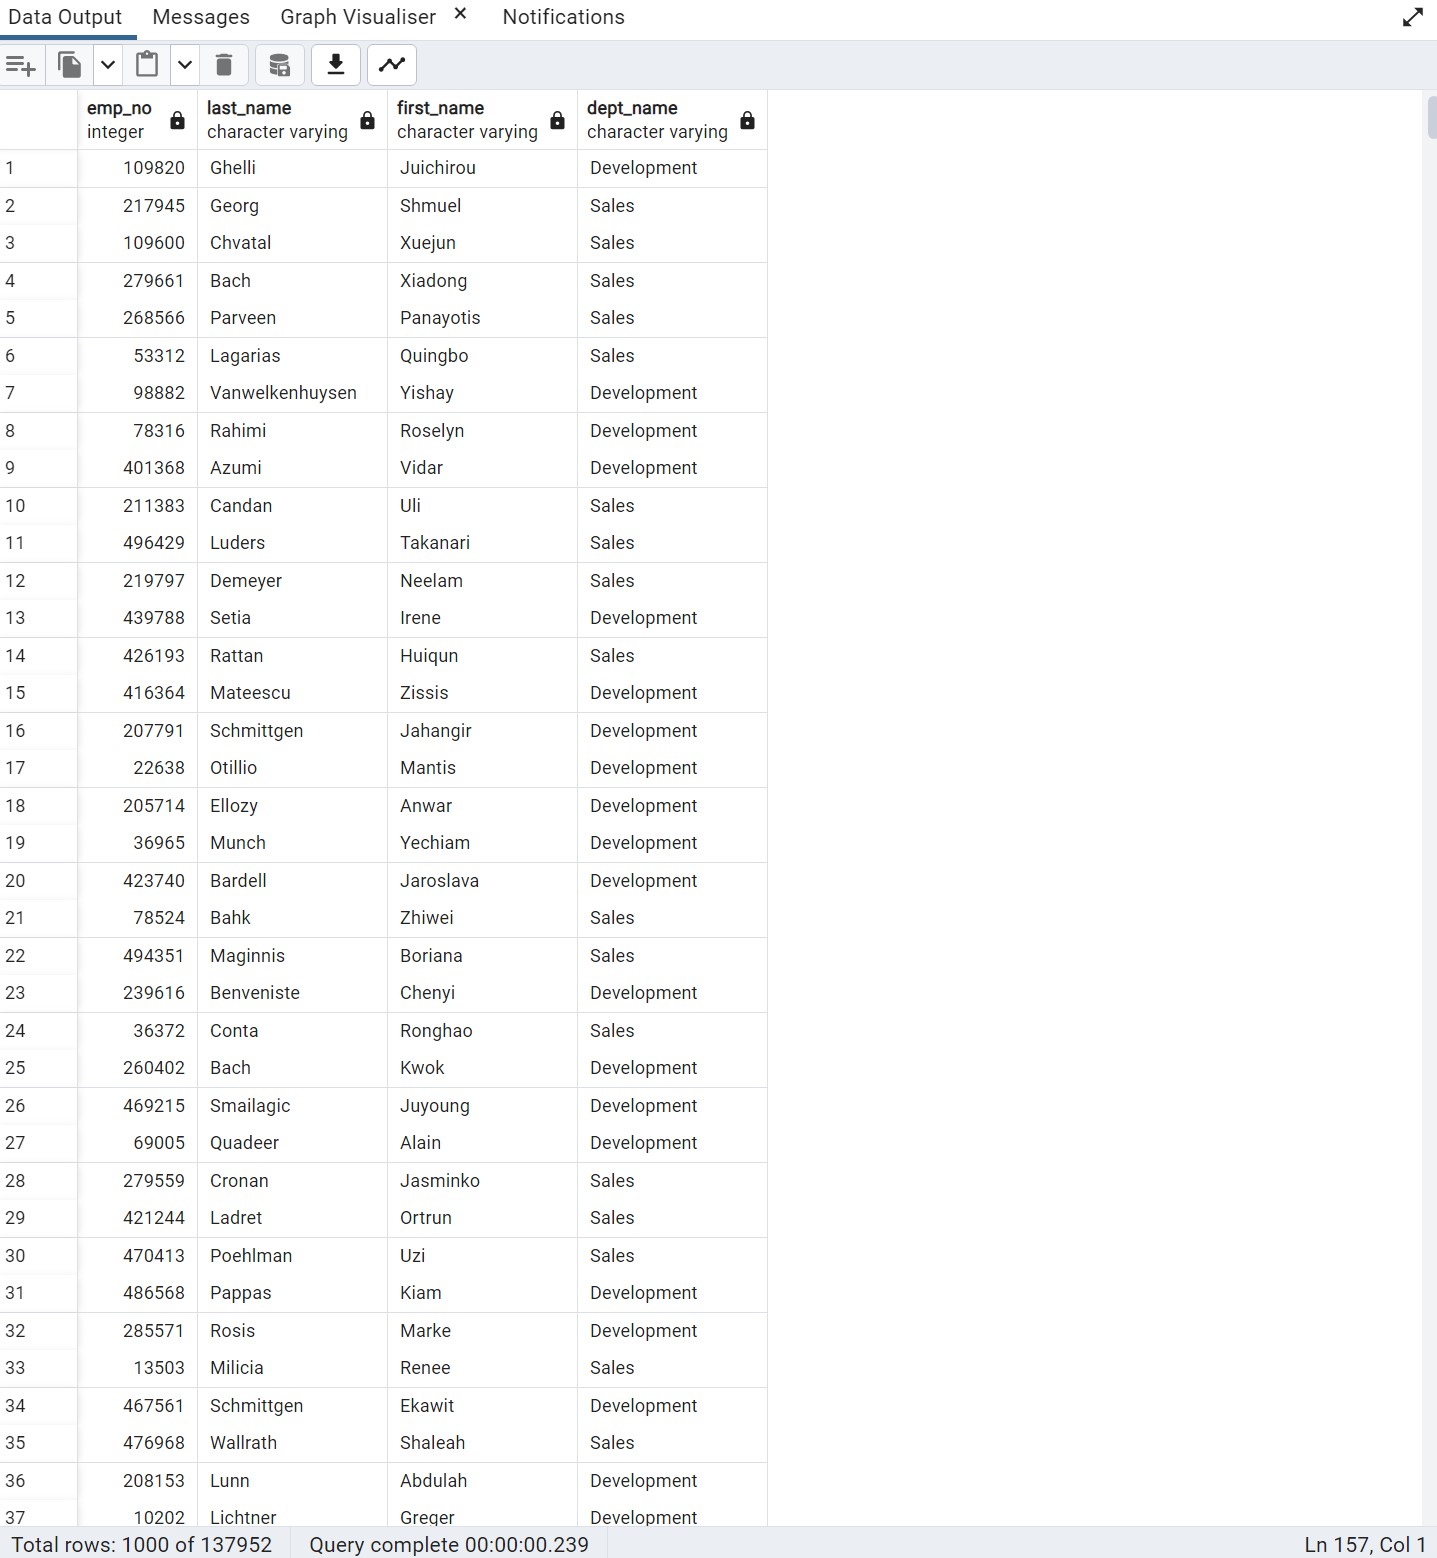 Data Output Messages Graph Visualiser × Notifications
emp_no last_name first_name dept_name
integer character varying character varying character varying
1 109820 Ghelli Juichirou Development
2 217945 Georg Shmuel Sales
3 109600 Chvatal Xuejun Sales
4 279661 Bach Xiadong Sales
5 268566 Parveen Panayotis Sales
6 53312 Lagarias Quingbo Sales
7 98882 Vanwelkenhuysen Yishay Development
8 78316 Rahimi Roselyn Development
9 401368 Azumi Vidar Development
10 211383 Candan Uli Sales
11 496429 Luders Takanari Sales
12 219797 Demeyer Neelam Sales
13 439788 Setia Irene Development
14 426193 Rattan Huiqun Sales
15 416364 Mateescu Zissis Development
16 207791 Schmittgen Jahangir Development
17 22638 Otillio Mantis Development
18 205714 Ellozy Anwar Development
19 36965 Munch Yechiam Development
20 423740 Bardell Jaroslava Development
21 78524 Bahk Zhiwei Sales
22 494351 Maginnis Boriana Sales
23 239616 Benveniste Chenyi Development
24 36372 Conta Ronghao Sales
25 260402 Bach Kwok Development
26 469215 Smailagic Juyoung Development
27 69005 Quadeer Alain Development
28 279559 Cronan Jasminko Sales
29 421244 Ladret Ortrun Sales
30 470413 Poehlman Uzi Sales
31 486568 Pappas Kiam Development
32 285571 Rosis Marke Development
33 13503 Milicia Renee Sales
34 467561 Schmittgen Ekawit Development
35 476968 Wallrath Shaleah Sales
36 208153 Lunn Abdulah Development
37 10202 Lichtner Greger Development
Total rows: 1000 of 137952 Query complete 00:00:00.239 Ln 157, Col 1